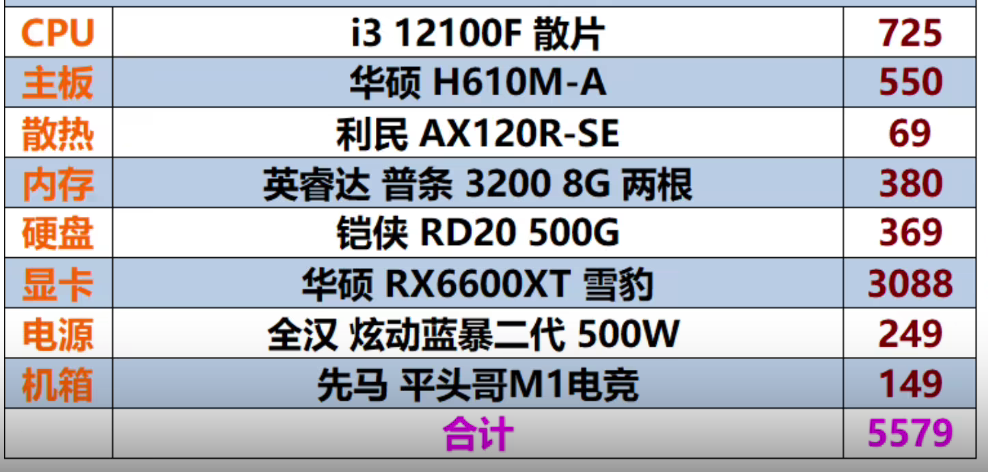 CPU i3 12100F 散片 725
主板 华硕 H610M-A 550
散热 利民 AX120R-SE 69
内存 英睿达 普条 3200 8G 两根 380
硬盘 铠侠 RD20 500G 369
显卡 华硕 RX6600XT 雪豹 3088
电源 全汉 炫动蓝暴二代 500W 249
机箱 先马 平头哥M1电竞 149
合计 5579